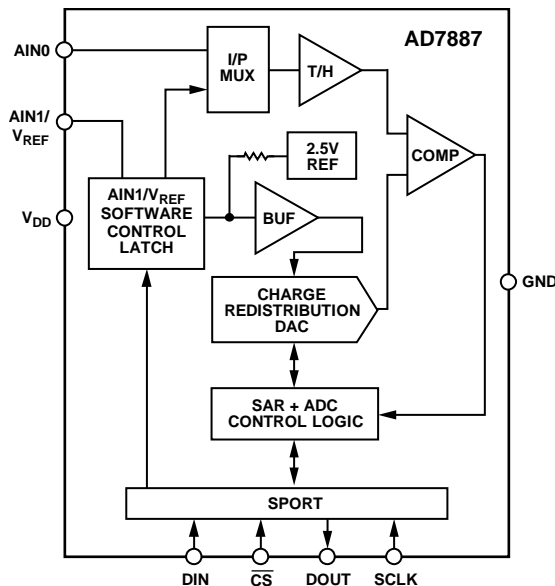 AD7887
AIN0
I/P
MUX
T/H
AIN1/
VREF
2.5V
REF
COMP
AIN1/VREF
SOFTWARE
CONTROL
LATCH
BUF
VDD
GND
CHARGE
REDISTRIBUTION
DAC
SAR + ADC
CONTROL LOGIC
SPORT
DIN
CS
DOUT
SCLK